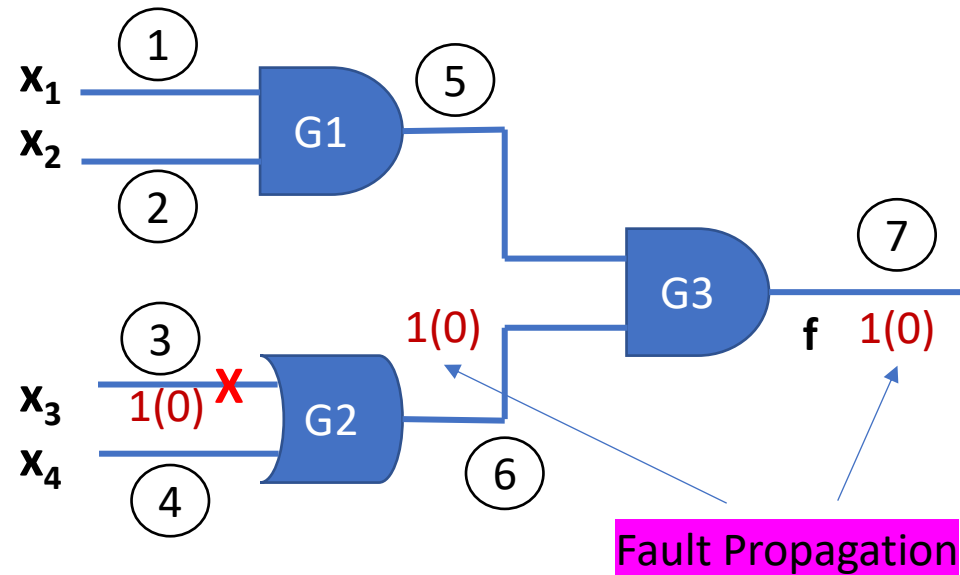 1
x1
5
G1
x2
2
7
G3
3
1(0)
f 1(0)
X
x3
1(0)
G2
x4
6
4
Fault Propagation